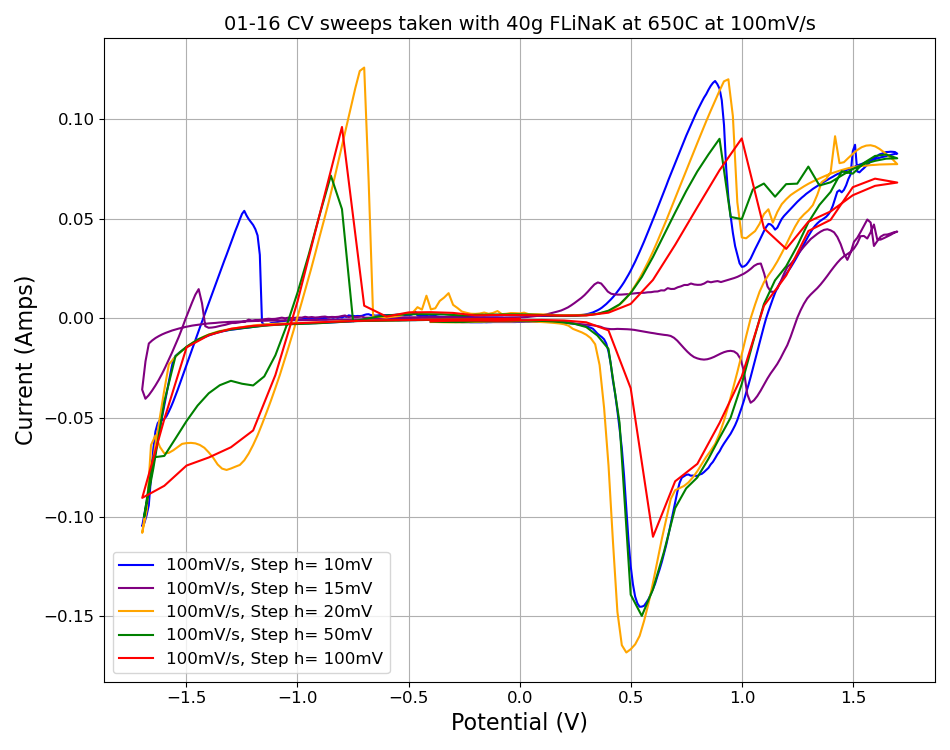 01-16 CV sweeps taken with 40g FLiNaK at 650C at 100mV/s
Current (Amps)
0.10
0.05
0.00
−0.05
−0.10
−0.15
100mV/s, Step h= 10mV
100mV/s, Step h= 15mV
100mV/s, Step h= 20mV
100mV/s, Step h= 50mV
100mV/s, Step h= 100mV
−1.5 −1.0 −0.5 0.0 0.5 1.0 1.5
Potential (V)